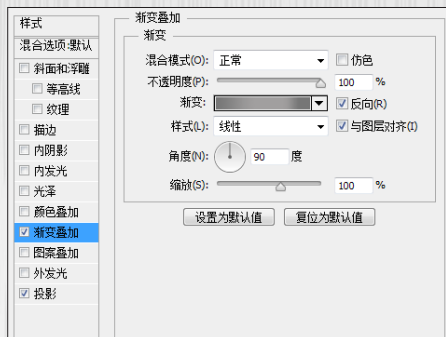 样式
混合选项:默认
斜面和浮雕
等高线
纹理
描边
内阴影
内发光
光泽
颜色叠加
渐变叠加
图案叠加
外发光
投影
渐变叠加
渐变
混合模式(O): 正常 仿色
不透明度(P): 100 %
渐变: 反向(R)
样式(L): 线性 与图层对齐(I)
角度(N): 90 度
缩放(S): 100 %
设置为默认值 复位为默认值